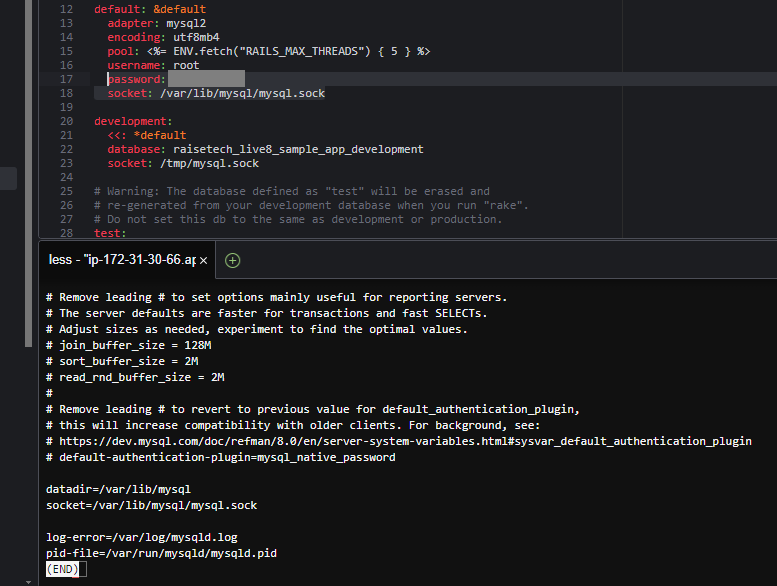 12 default: &default
13 adapter: mysql2
14 encoding: utf8mb4
15 pool: <%= ENV.fetch("RAILS_MAX_THREADS") { 5 } %>
16 username: root
17 password:
18 socket: /var/lib/mysql/mysql.sock
19
20 development:
21 <<: *default
22 database: raisetech_live8_sample_app_development
23 socket: /tmp/mysql.sock
24
25 # Warning: The database defined as "test" will be erased and
26 # re-generated from your development database when you run "rake".
27 # Do not set this db to the same as development or production.
28 test:
less - "ip-172-31-30-66.ap ×
# Remove leading # to set options mainly useful for reporting servers.
# The server defaults are faster for transactions and fast SELECTs.
# Adjust sizes as needed, experiment to find the optimal values.
# join_buffer_size = 128M
# sort_buffer_size = 2M
# read_rnd_buffer_size = 2M
#
# Remove leading # to revert to previous value for default_authentication_plugin,
# this will increase compatibility with older clients. For background, see:
# https://dev.mysql.com/doc/refman/8.0/en/server-system-variables.html#sysvar_default_authentication_plugin
# default-authentication-plugin=mysql_native_password
datadir=/var/lib/mysql
socket=/var/lib/mysql/mysql.sock
log-error=/var/log/mysqld.log
pid-file=/var/run/mysqld/mysqld.pid
(END)